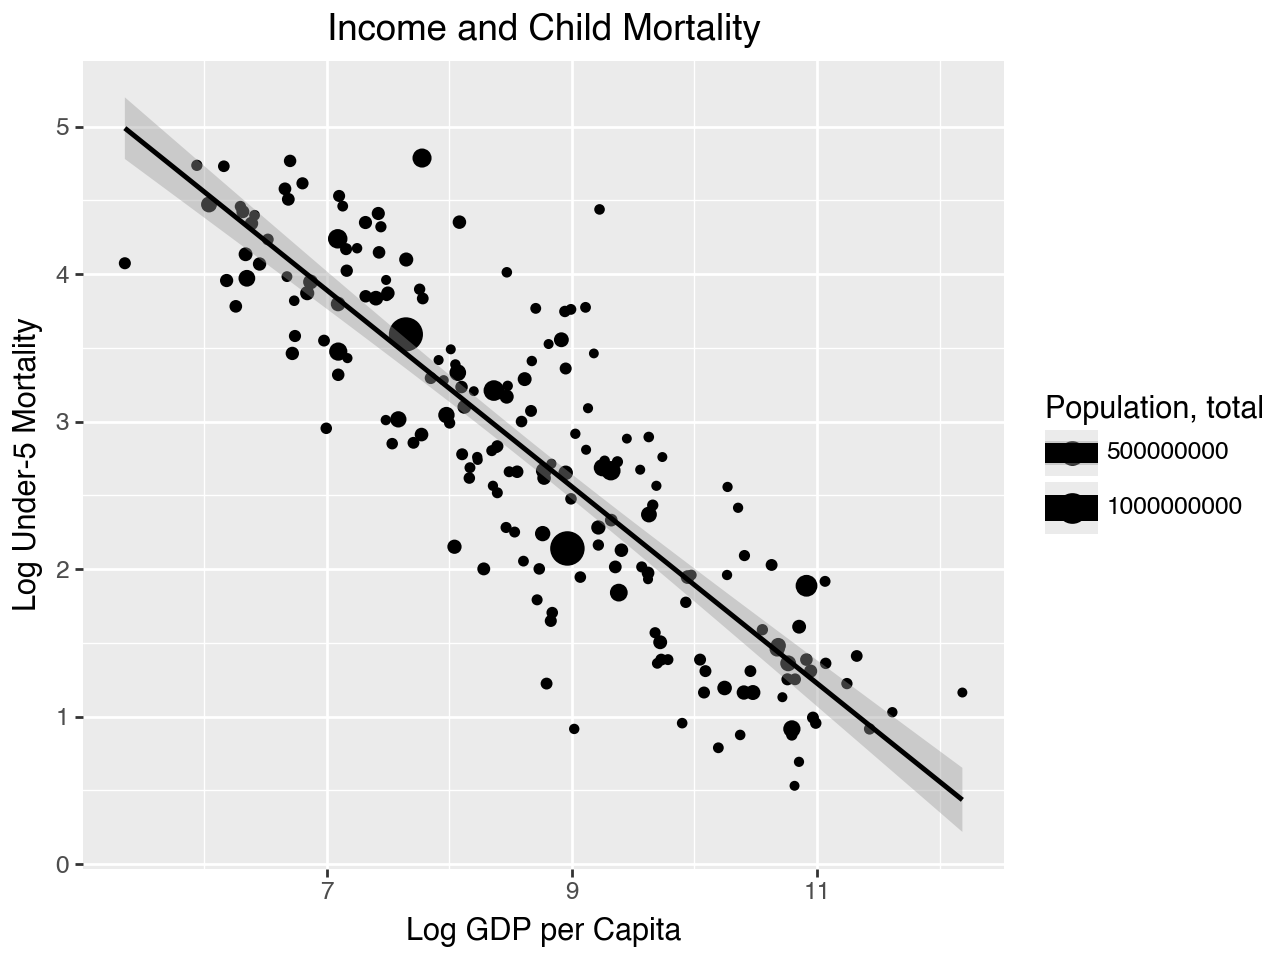 Income and Child Mortality
5
4
3
2
1
0
Log Under-5 Mortality
7 9 11
Log GDP per Capita
Population, total
500000000
1000000000